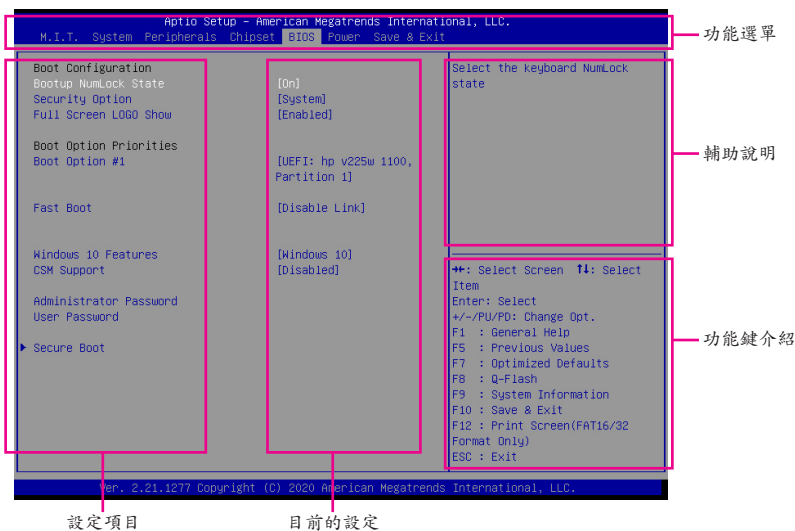 Aptio Setup – American Megatrends International, LLC.
M.I.T. System Peripherals Chipset BIOS Power Save & Exit
功能選單
Boot Configuration
Bootup NumLock State [On]
Security Option [System]
Full Screen LOGO Show [Enabled]
Boot Option Priorities
Boot Option #1 [UEFI: hp v225w 1100,
Partition 1]
Fast Boot [Disable Link]
Windows 10 Features [Windows 10]
CSM Support [Disabled]
Administrator Password
User Password
Secure Boot
Select the keyboard NumLock
state
輔助說明
→←: Select Screen ↑↓: Select
Item
Enter: Select
+/-/PU/PD: Change Opt.
F1 : General Help
F5 : Previous Values
F7 : Optimized Defaults
F8 : Q-Flash
F9 : System Information
F10 : Save & Exit
F12 : Print Screen(FAT16/32
Format Only)
ESC : Exit
功能鍵介紹
Ver. 2.21.1277 Copyright (C) 2020 American Megatrends International, LLC.
設定項目
目前的設定